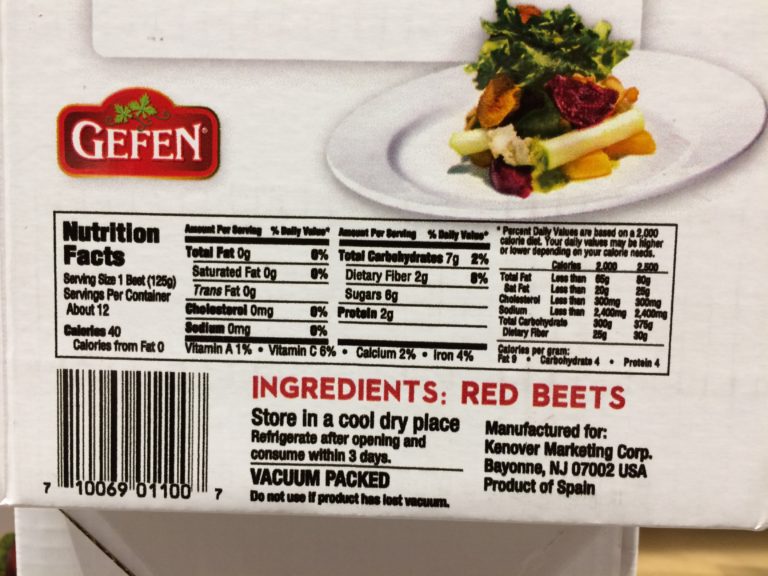 GEFEN®
Nutrition
Facts
Serving Size 1 Beet (125g)
Servings Per Container
About 12
Calories 40
Calories from Fat 0
Amount Per Serving % Daily Value*
Total Fat 0g 0%
Saturated Fat 0g 0%
Trans Fat 0g
Cholesterol 0mg 0%
Sodium 0mg 0%
Amount Per Serving % Daily Value*
Total Carbohydrates 7g 2%
Dietary Fiber 2g 8%
Sugars 6g
Protein 2g
Vitamin A 1% • Vitamin C 6% • Calcium 2% • Iron 4%
* Percent Daily Values are based on a 2,000
calorie diet. Your daily values may be higher
or lower depending on your calorie needs.
Calories 2,000 2,500
Total Fat Less than 65g 80g
Sat Fat Less than 20g 25g
Cholesterol Less than 300mg 300mg
Sodium Less than 2,400mg 2,400mg
Total Carbohydrate 300g 375g
Dietary Fiber 25g 30g
Calories per gram:
Fat 9 • Carbohydrate 4 • Protein 4
INGREDIENTS: RED BEETS
Store in a cool dry place
Refrigerate after opening and
consume within 3 days.
VACUUM PACKED
Do not use if product has lost vacuum.
Manufactured for:
Kenover Marketing Corp.
Bayonne, NJ 07002 USA
Product of Spain
7 10069 01100 7